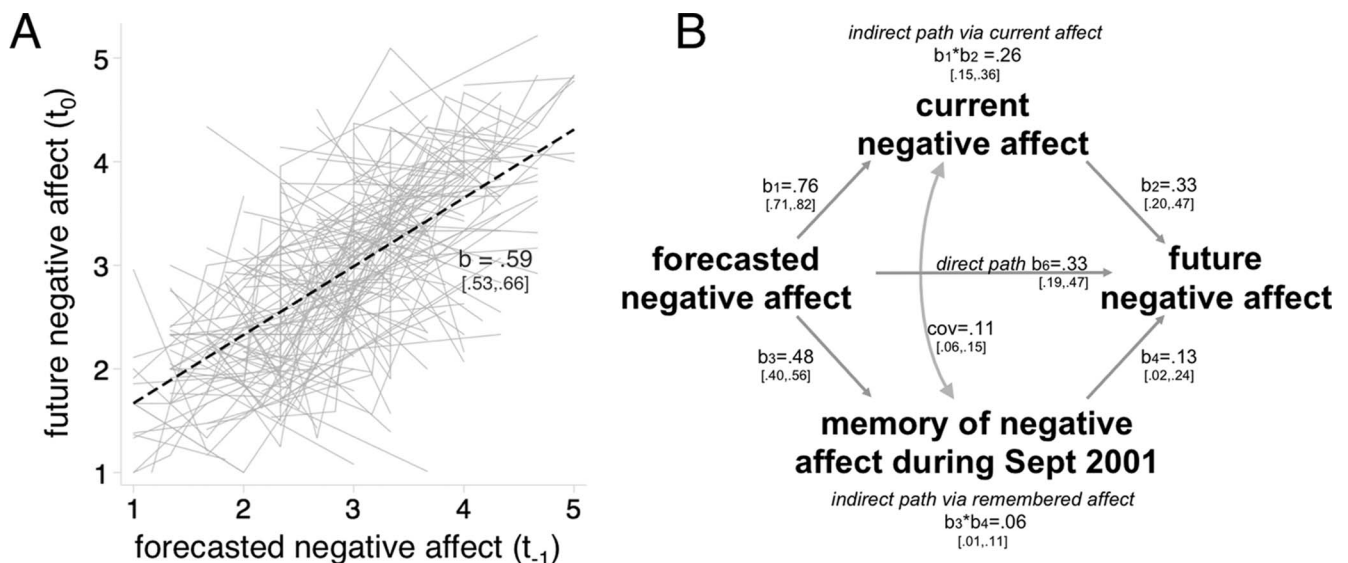 A
future negative affect (t0)
5
4
3
2
1
b = .59
[.53,.66]
1 2 3 4 5
forecasted negative affect (t-1)
B
indirect path via current affect
b1*b2 =.26
[.15,.36]
current
negative affect
b1=.76
[.71,.82]
b2=.33
[.20,.47]
forecasted
negative affect
direct path b6=.33
[.19,.47]
future
negative affect
cov=.11
[.06,.15]
b3=.48
[.40,.56]
b4=.13
[.02,.24]
memory of negative
affect during Sept 2001
indirect path via remembered affect
b3*b4=.06
[.01,.11]